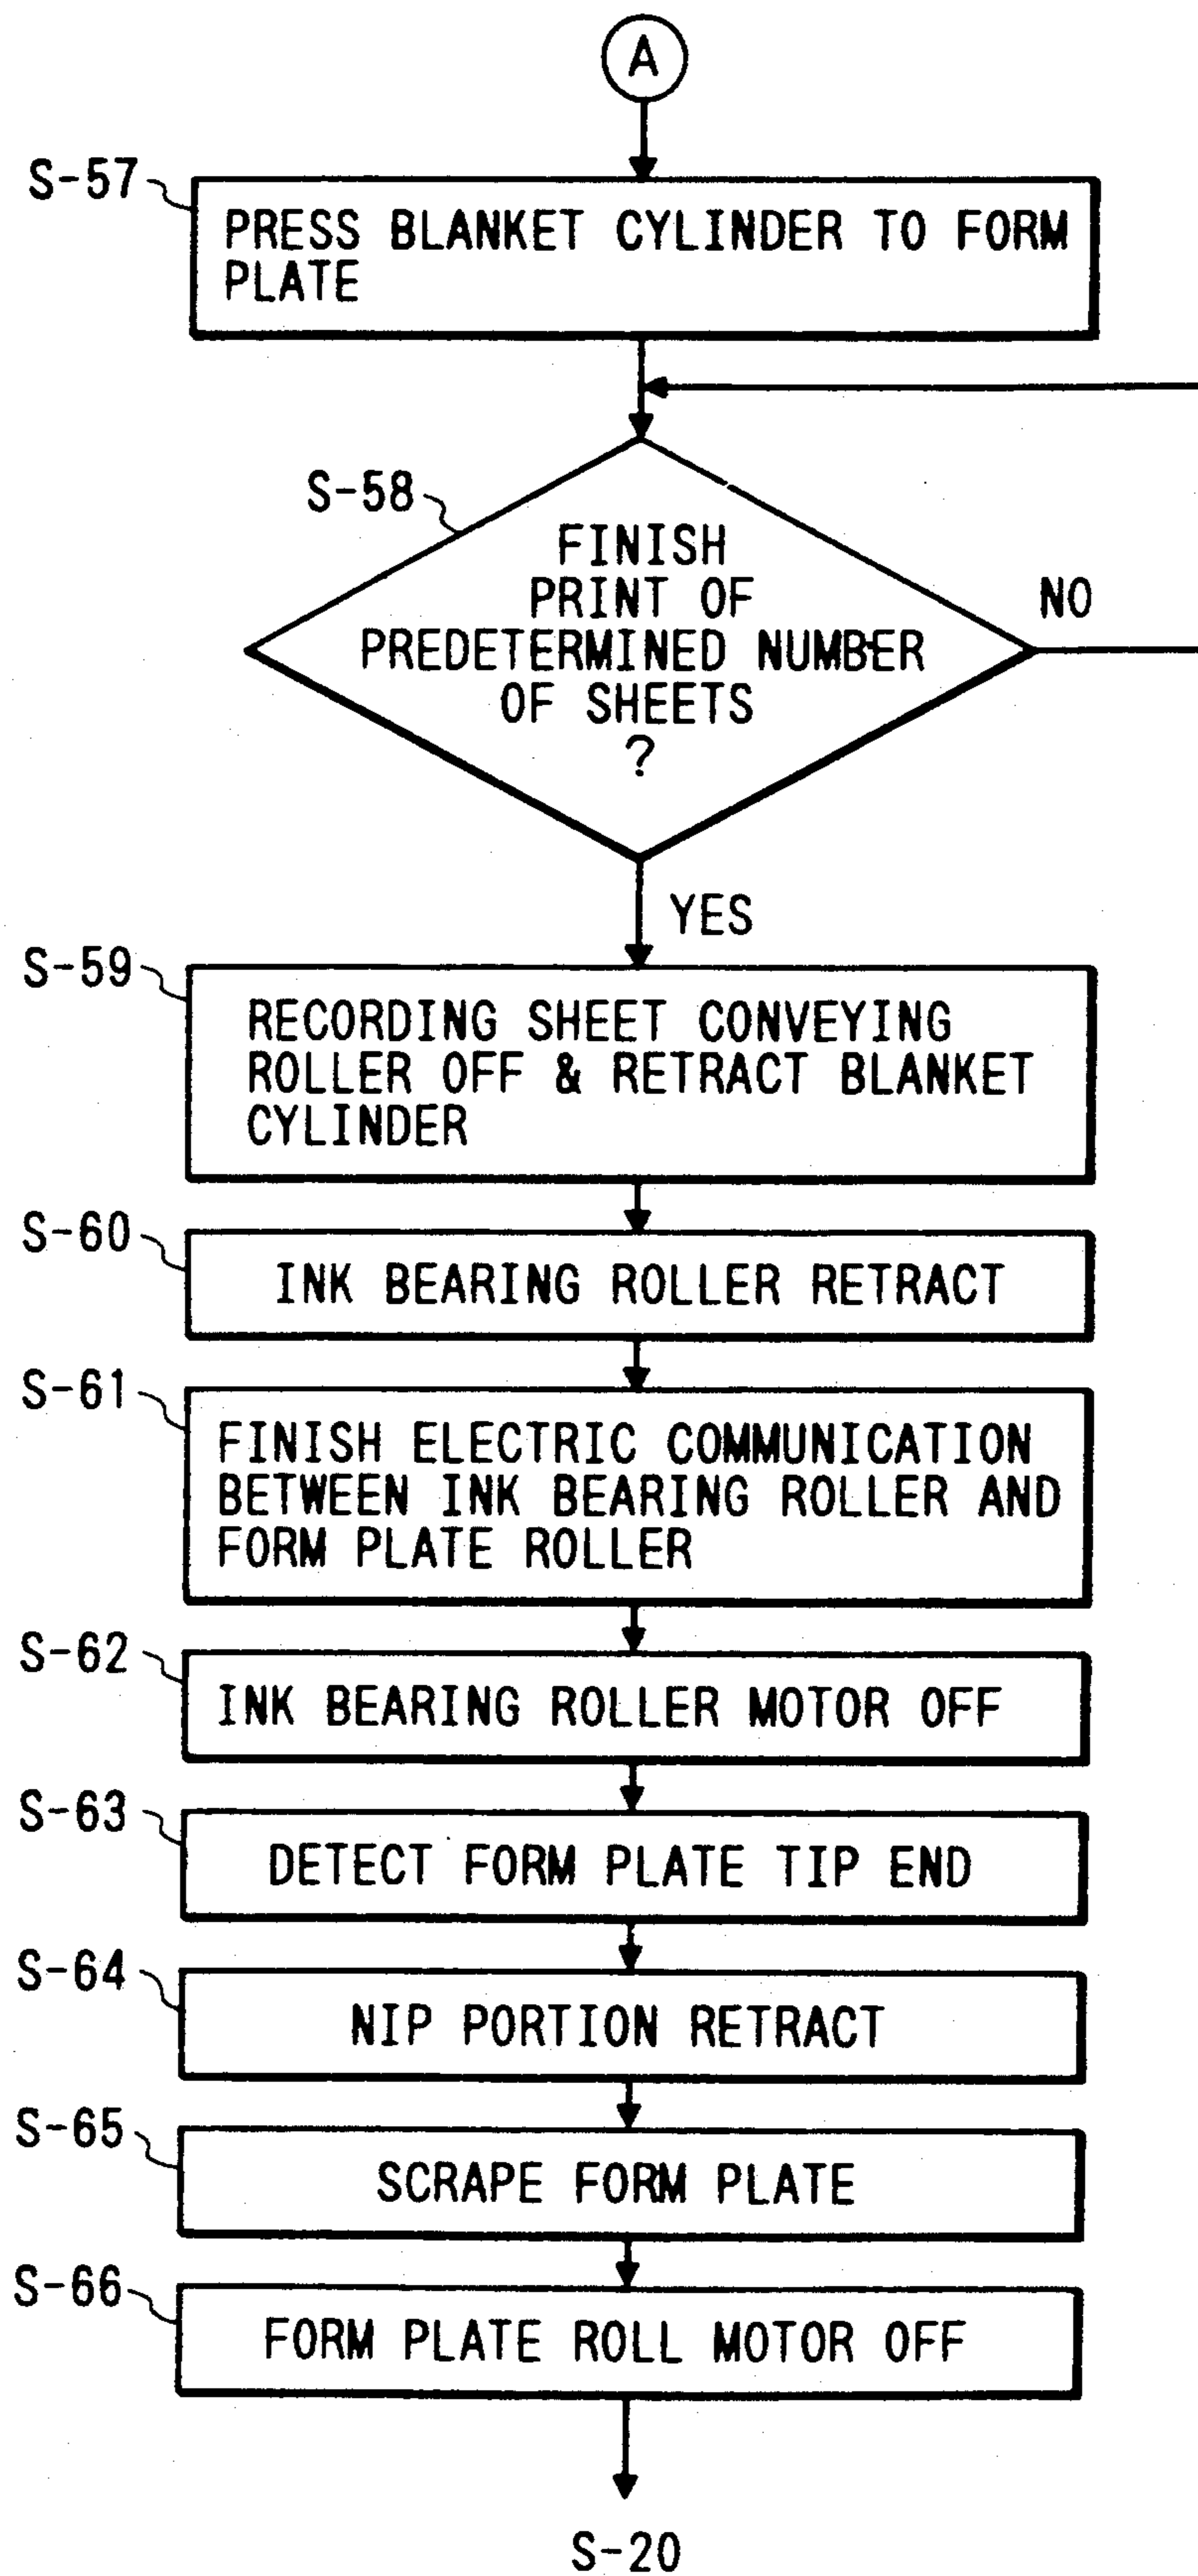 A
S-57
PRESS BLANKET CYLINDER TO FORM
PLATE
S-58
FINISH
PRINT OF
PREDETERMINED NUMBER
OF SHEETS
?
NO
YES
S-59
RECORDING SHEET CONVEYING
ROLLER OFF & RETRACT BLANKET
CYLINDER
S-60
INK BEARING ROLLER RETRACT
S-61
FINISH ELECTRIC COMMUNICATION
BETWEEN INK BEARING ROLLER AND
FORM PLATE ROLLER
S-62
INK BEARING ROLLER MOTOR OFF
S-63
DETECT FORM PLATE TIP END
S-64
NIP PORTION RETRACT
S-65
SCRAPE FORM PLATE
S-66
FORM PLATE ROLL MOTOR OFF
S-20